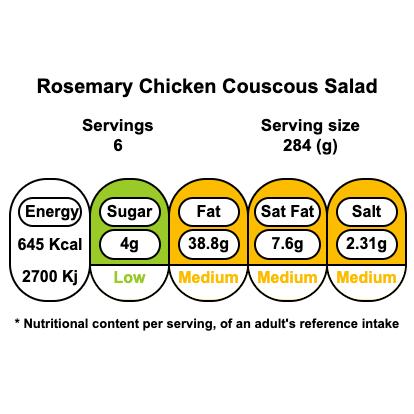 Rosemary Chicken Couscous Salad
Servings Serving size
6 284 (g)
Energy Sugar Fat Sat Fat Salt
645 Kcal 4g 38.8g 7.6g 2.31g
2700 Kj Low Medium Medium Medium
* Nutritional content per serving, of an adult's reference intake